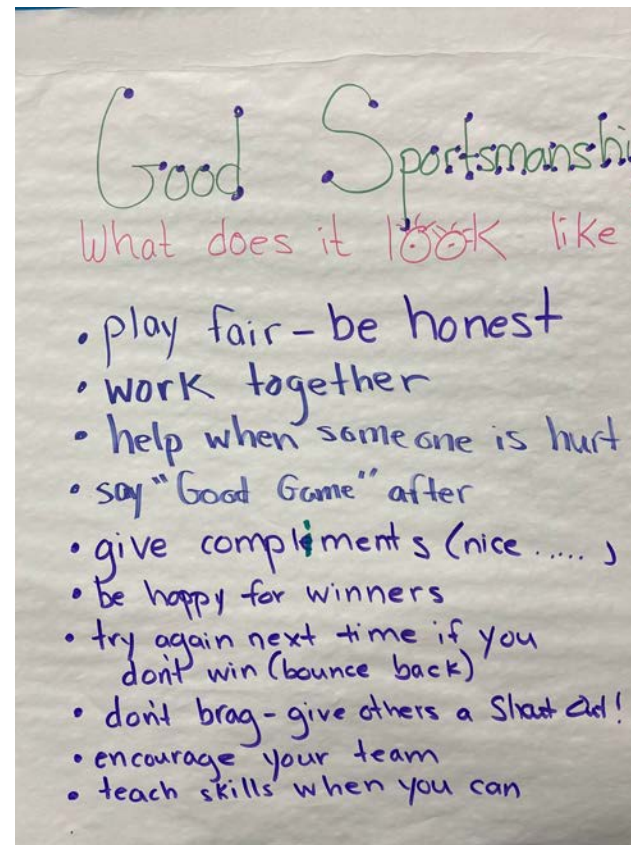 Good Sportsmanshi
What does it look like
• play fair - be honest
• work together
• help when someone is hurt
• say "Good Game" after
• give compliments (nice ..... )
• be happy for winners
• try again next time if you
don't win (bounce back)
• don't brag - give others a Shout Out!
• encourage your team
• teach skills when you can